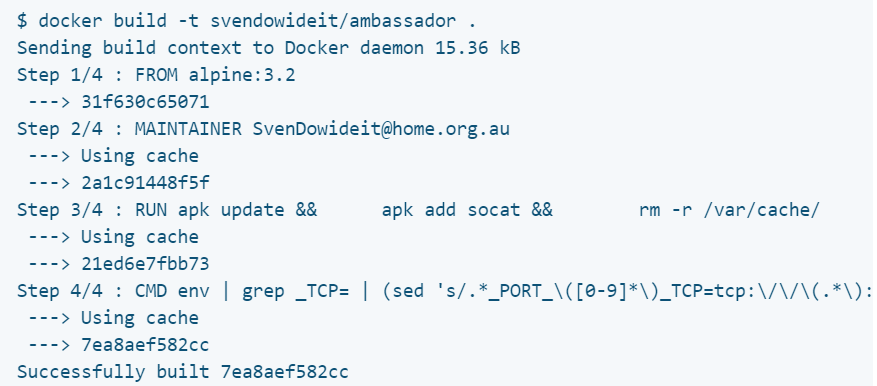 $ docker build -t svendowideit/ambassador .
Sending build context to Docker daemon 15.36 kB
Step 1/4 : FROM alpine:3.2
 ---> 31f630c65071
Step 2/4 : MAINTAINER SvenDowideit@home.org.au
 ---> Using cache
 ---> 2a1c91448f5f
Step 3/4 : RUN apk update &&      apk add socat &&        rm -r /var/cache/
 ---> Using cache
 ---> 21ed6e7fbb73
Step 4/4 : CMD env | grep _TCP= | (sed 's/.*_PORT_\([0-9]*\)_TCP=tcp:\/\/\(.*\):
 ---> Using cache
 ---> 7ea8aef582cc
Successfully built 7ea8aef582cc